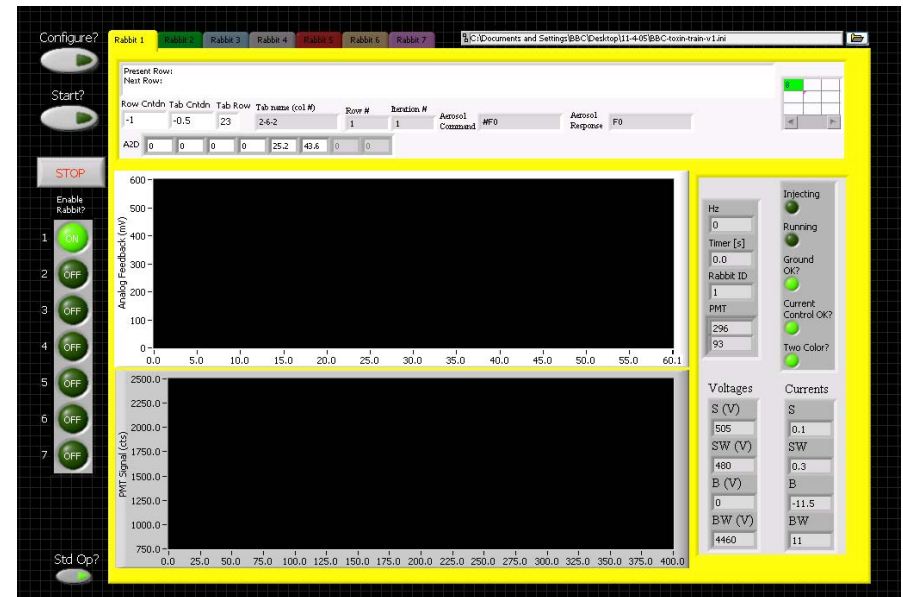 Configure?
Start?
STOP
Enable
Rabbit?
1 ON
2 OFF
3 OFF
4 OFF
5 OFF
6 OFF
7 OFF
Std Op?
Rabbit 1 Rabbit 2 Rabbit 3 Rabbit 4 Rabbit 5 Rabbit 6 Rabbit 7
C:\Documents and Settings\BBC\Desktop\11-4-05\BBC-toxin-train-v1.ini
Present Row:
Next Row:
Row Cntdn Tab Cntdn Tab Row Tab name (col #) Row # Iteration # Aerosol Command #F0 Aerosol Response F0
-1 -0.5 23 2-6-2 1 1
A2D 0 0 0 0 25.2 43.6 0 0
8
Analog Feedback (mV)
600
500
400
300
200
100
0
0.0 5.0 10.0 15.0 20.0 25.0 30.0 35.0 40.0 45.0 50.0 55.0 60.1
PMT Signal (cts)
2500.0
2250.0
2000.0
1750.0
1500.0
1250.0
1000.0
750.0
0.0 25.0 50.0 75.0 100.0 125.0 150.0 175.0 200.0 225.0 250.0 275.0 300.0 325.0 350.0 375.0 400.0
Hz
0
Timer [s]
0.0
Rabbit ID
1
PMT
296
93
Injecting
Running
Ground
OK?
Current
Control OK?
Two Color?
Voltages
S (V)
505
SW (V)
480
B (V)
0
BW (V)
4460
Currents
S
0.1
SW
0.3
B
-11.5
BW
11